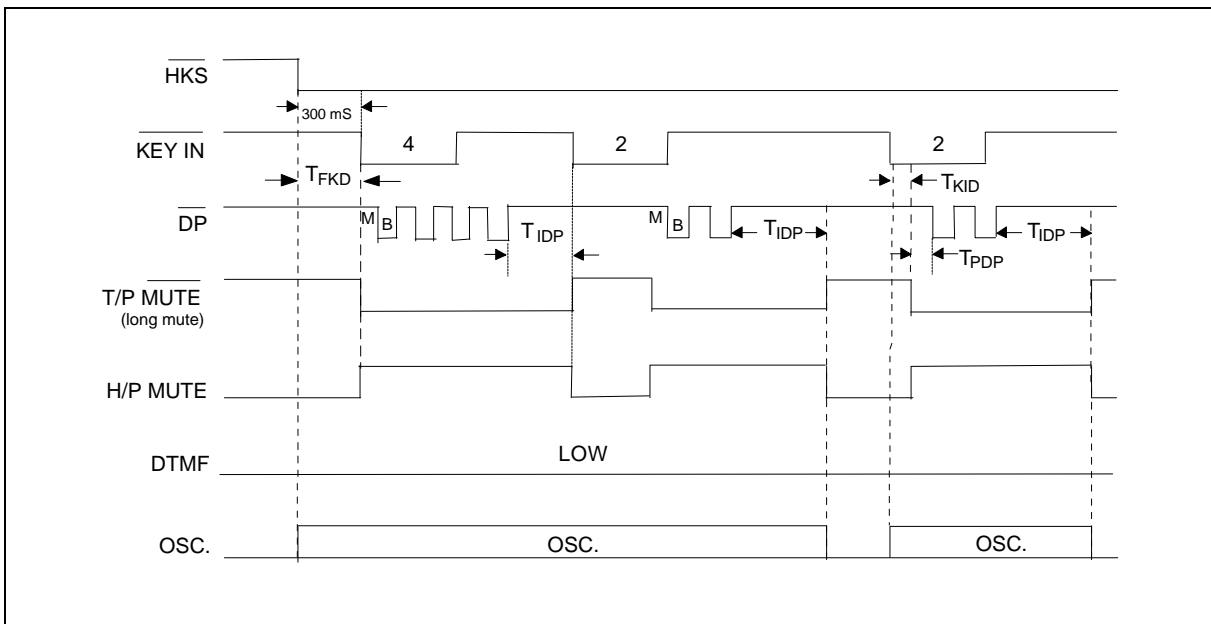 HKS
300 mS
KEY IN
4
2
2
TFKD
TKID
DP
M
B
M
B
TIDP
TIDP
TIDP
TPDP
T/P MUTE
(long mute)
H/P MUTE
DTMF
LOW
OSC.
OSC.
OSC.